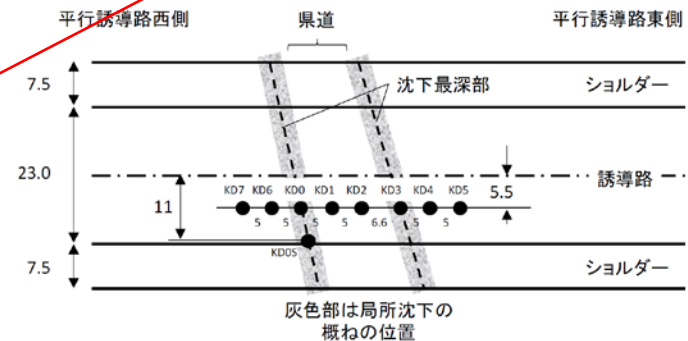 平行誘導路西側
県道
平行誘導路東側
7.5
沈下最深部
ショルダー
23.0
誘導路
KD7 KD6 KD0 KD1 KD2 KD3 KD4 KD5
5.5
11
5 5 5 5 6.6 5 5
KD0S
7.5
ショルダー
灰色部は局所沈下の
概ねの位置